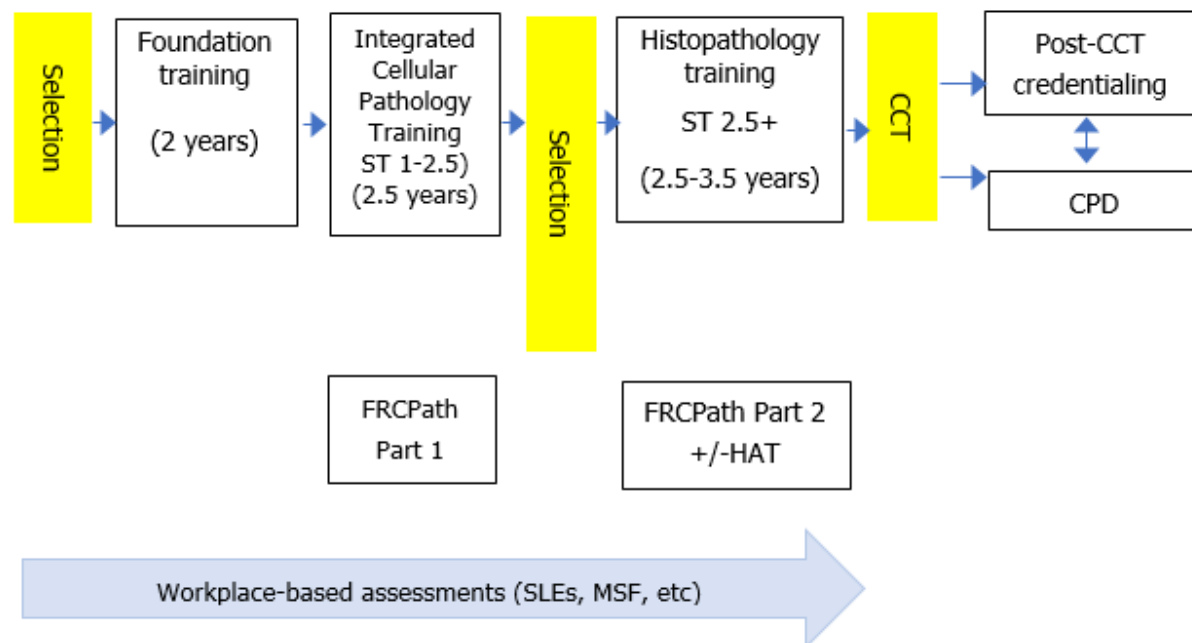 Selection
Foundation
training
(2 years)
Integrated
Cellular
Pathology
Training
ST 1-2.5)
(2.5 years)
Selection
Histopathology
training
ST 2.5+
(2.5-3.5 years)
CCT
Post-CCT
credentialing
CPD
FRCPath
Part 1
FRCPath Part 2
+/-HAT
Workplace-based assessments (SLEs, MSF, etc)